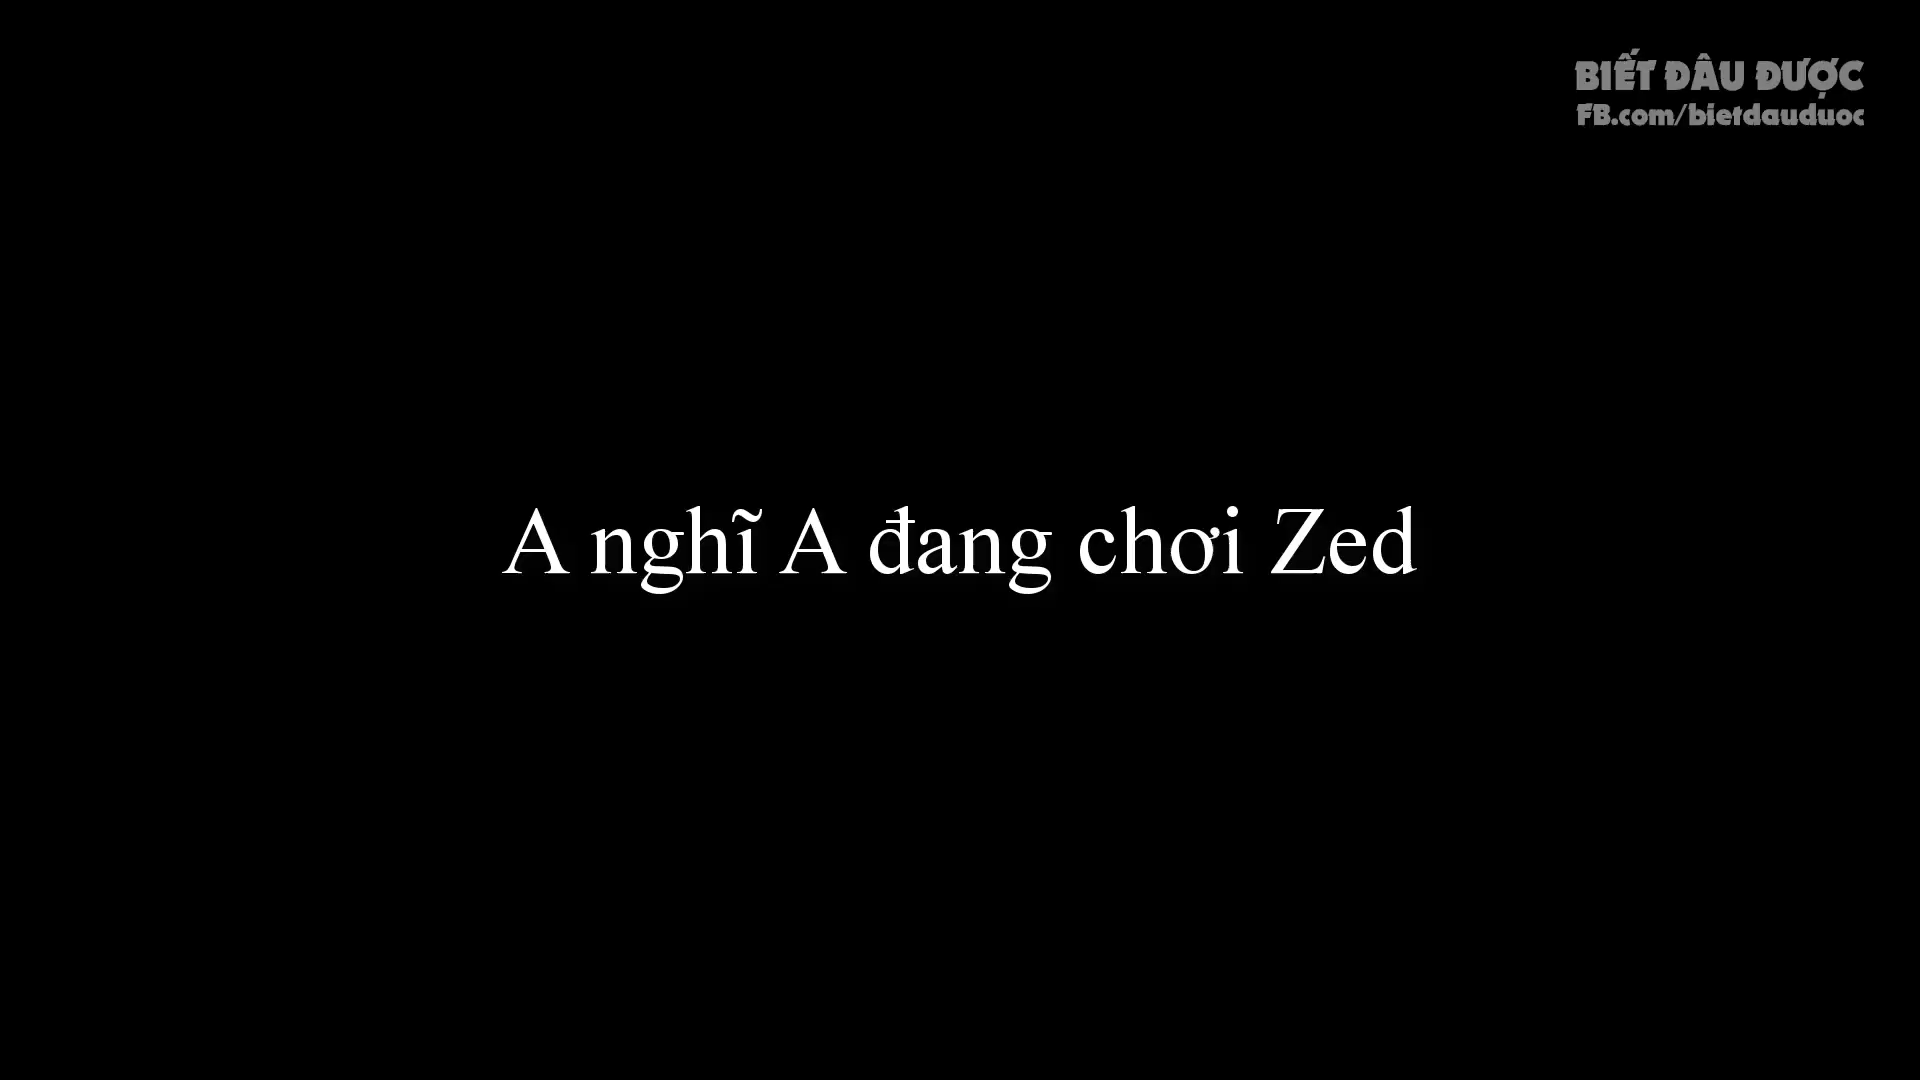 BIẾT ĐÂU ĐƯỢC
FB.com/bietdauduoc
A nghĩ A đang chơi Zed